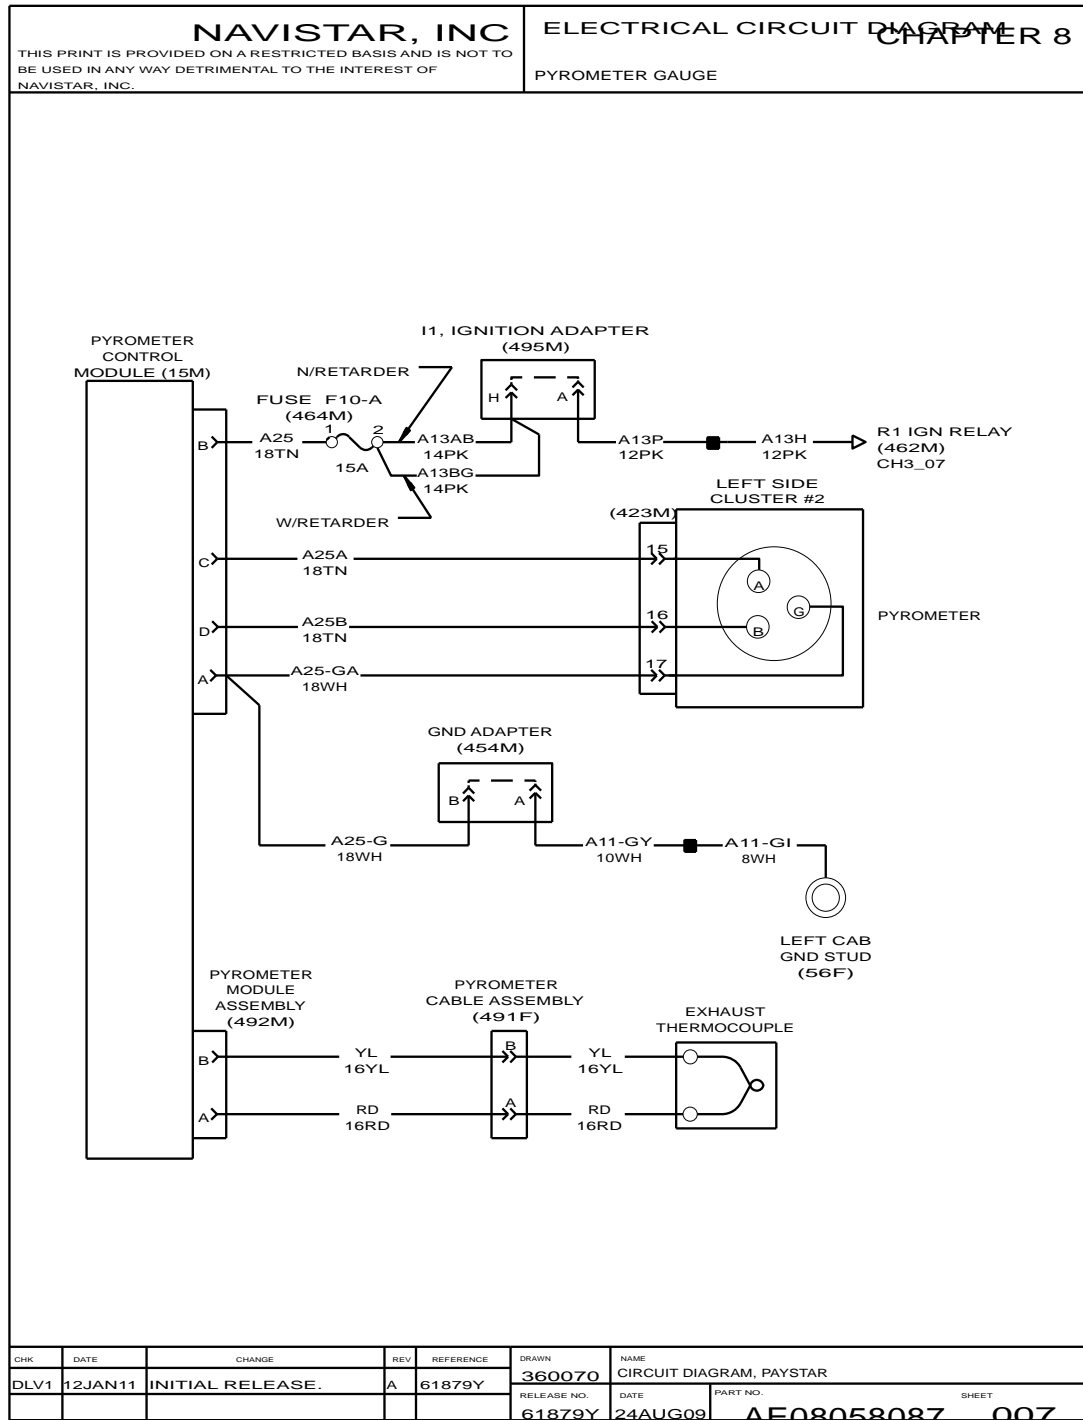 NAVISTAR, INC
THIS PRINT IS PROVIDED ON A RESTRICTED BASIS AND IS NOT TO
BE USED IN ANY WAY DETRIMENTAL TO THE INTEREST OF
NAVISTAR, INC.
ELECTRICAL CIRCUIT DIAGRAM
CHAPTER 8
PYROMETER GAUGE
PYROMETER
CONTROL
MODULE (15M)
I1, IGNITION ADAPTER
(495M)
N/RETARDER
FUSE F10-A
(464M)
H
A
B
A25
18TN
1
2
15A
A13AB
14PK
A13BG
14PK
A13P
12PK
A13H
12PK
R1 IGN RELAY
(462M)
CH3_07
W/RETARDER
LEFT SIDE
CLUSTER #2
(423M)
C
A25A
18TN
15
A
G
B
PYROMETER
D
A25B
18TN
16
A
A25-GA
18WH
17
GND ADAPTER
(454M)
B
A
A25-G
18WH
A11-GY
10WH
A11-GI
8WH
LEFT CAB
GND STUD
(56F)
PYROMETER
MODULE
ASSEMBLY
(492M)
PYROMETER
CABLE ASSEMBLY
(491F)
EXHAUST
THERMOCOUPLE
B
YL
16YL
B
YL
16YL
A
RD
16RD
A
RD
16RD
CHK DATE CHANGE REV REFERENCE
DLV1 12JAN11 INITIAL RELEASE. A 61879Y
DRAWN
360070
NAME
CIRCUIT DIAGRAM, PAYSTAR
RELEASE NO.
61879Y
DATE
24AUG09
PART NO.
AE08058087
SHEET
007